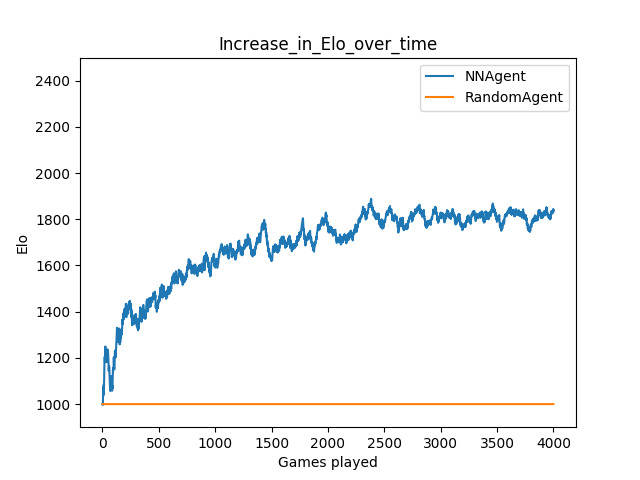 Increase_in_Elo_over_time
NNAgent
RandomAgent
2400
2200
2000
1800
1600
1400
1200
1000
Elo
0 500 1000 1500 2000 2500 3000 3500 4000
Games played